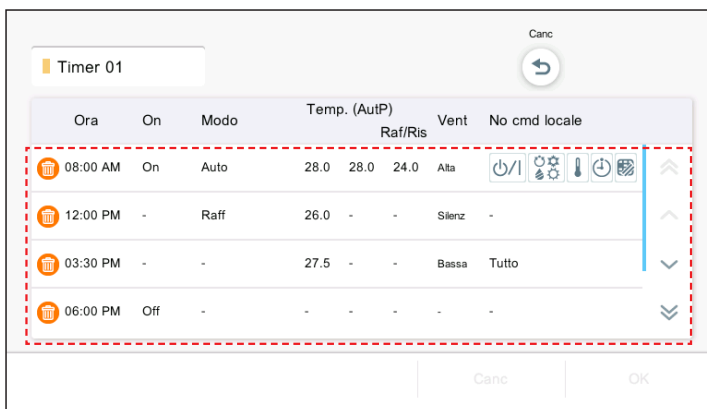 Canc
Timer 01
Ora On Modo Temp. (AutP) Raf/Ris Vent No cmd locale
08:00 AM On Auto 28.0 28.0 24.0 Alta
12:00 PM - Raff 26.0 - - Silenz -
03:30 PM - - 27.5 - - Bassa Tutto
06:00 PM Off - - - - - -
Canc OK